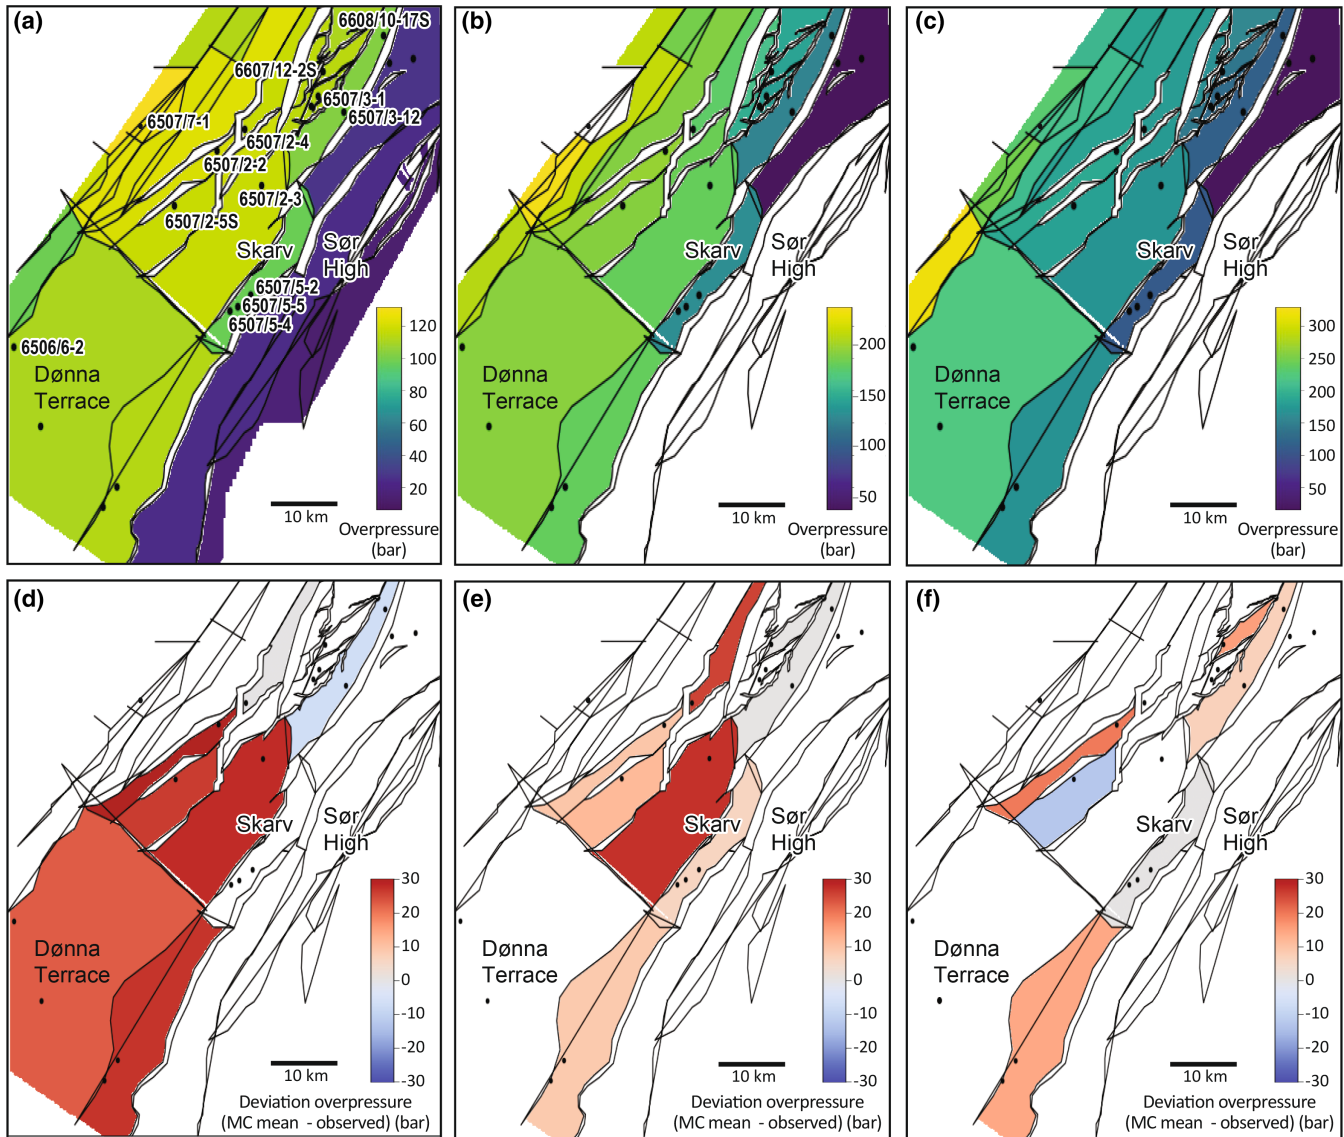 (a)
6608/10-17S
6607/12-2S
6507/3-1
6507/3-12
6507/7-1
6507/2-4
6507/2-2
6507/2-3
6507/2-5S
Skarv
Sør
High
6507/5-2
6507/5-5
6507/5-4
6506/6-2
Dønna
Terrace
120
100
80
60
40
20
10 km
Overpressure
(bar)
(b)
Skarv
Sør
High
Dønna
Terrace
200
150
100
50
10 km
Overpressure
(bar)
(c)
Skarv
Sør
High
Dønna
Terrace
300
250
200
150
100
50
10 km
Overpressure
(bar)
(d)
Skarv
Sør
High
Dønna
Terrace
30
20
10
0
-10
-20
-30
10 km
Deviation overpressure
(MC mean - observed) (bar)
(e)
Skarv
Sør
High
Dønna
Terrace
30
20
10
0
-10
-20
-30
10 km
Deviation overpressure
(MC mean - observed) (bar)
(f)
Skarv
Sør
High
Dønna
Terrace
30
20
10
0
-10
-20
-30
10 km
Deviation overpressure
(MC mean - observed) (bar)